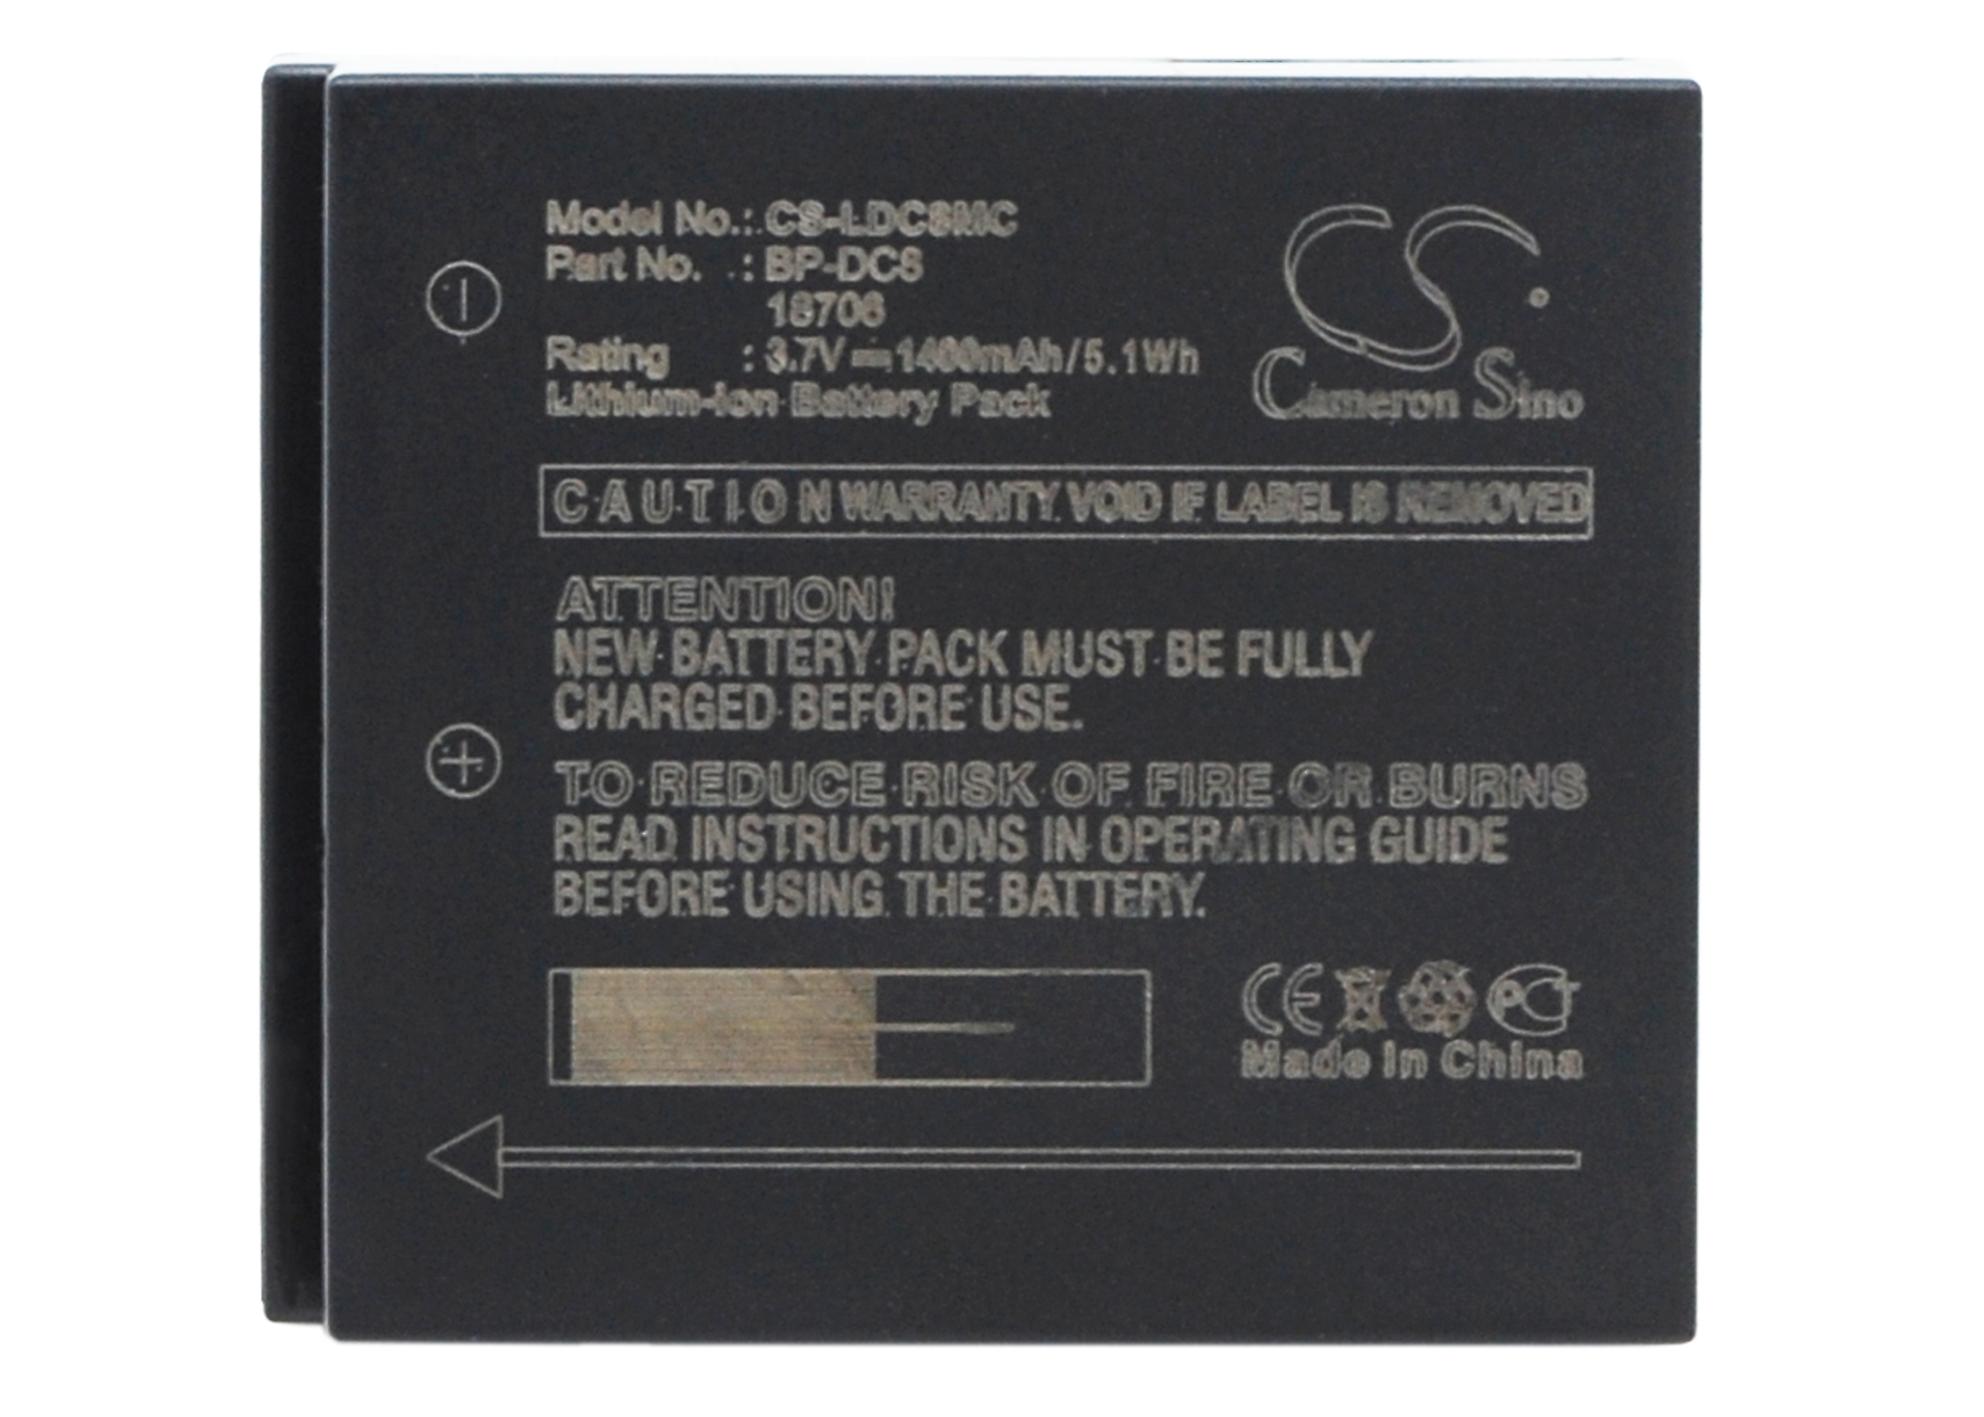 Model No.: CS-LDC8MC
Part No. : BP-DC8
18706
Rating : 3.7V⎓1400mAh/5.1Wh
Lithium-ion Battery Pack
CS
Cameron Sino
CAUTION WARRANTY VOID IF LABEL IS REMOVED
ATTENTION!
NEW BATTERY PACK MUST BE FULLY
CHARGED BEFORE USE.
TO REDUCE RISK OF FIRE OR BURNS
READ INSTRUCTIONS IN OPERATING GUIDE
BEFORE USING THE BATTERY.
CE PCT
Made In China